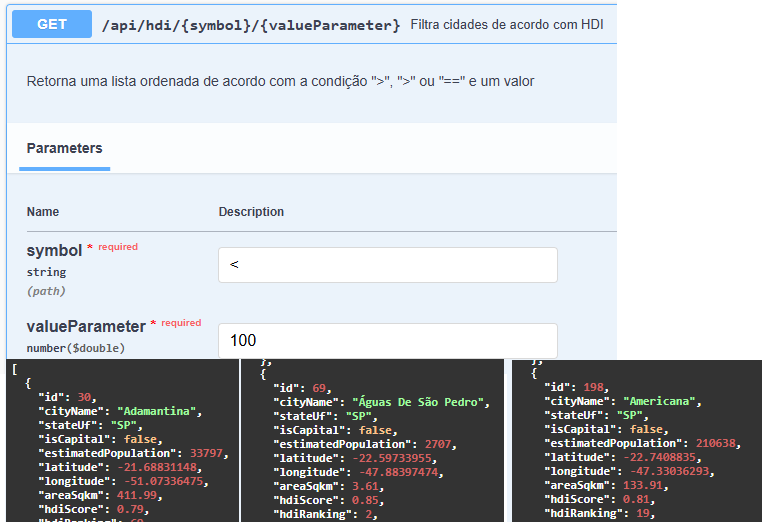 GET /api/hdi/{symbol}/{valueParameter} Filtra cidades de acordo com HDI
Retorna uma lista ordenada de acordo com a condição ">", ">" ou "==" e um valor
Parameters
Name Description
symbol * required
string
(path)
<
valueParameter * required
number($double)
100
[
{
"id": 30,
"cityName": "Adamantina",
"stateUf": "SP",
"isCapital": false,
"estimatedPopulation": 33797,
"latitude": -21.68831148,
"longitude": -51.07336475,
"areaSqkm": 411.99,
"hdiScore": 0.79,
"hdiRanking": 60,
},
{
"id": 69,
"cityName": "Águas De São Pedro",
"stateUf": "SP",
"isCapital": false,
"estimatedPopulation": 2707,
"latitude": -22.59733955,
"longitude": -47.88397474,
"areaSqkm": 3.61,
"hdiScore": 0.85,
"hdiRanking": 2,
},
{
"id": 198,
"cityName": "Americana",
"stateUf": "SP",
"isCapital": false,
"estimatedPopulation": 210638,
"latitude": -22.7408835,
"longitude": -47.33036293,
"areaSqkm": 133.91,
"hdiScore": 0.81,
"hdiRanking": 19,